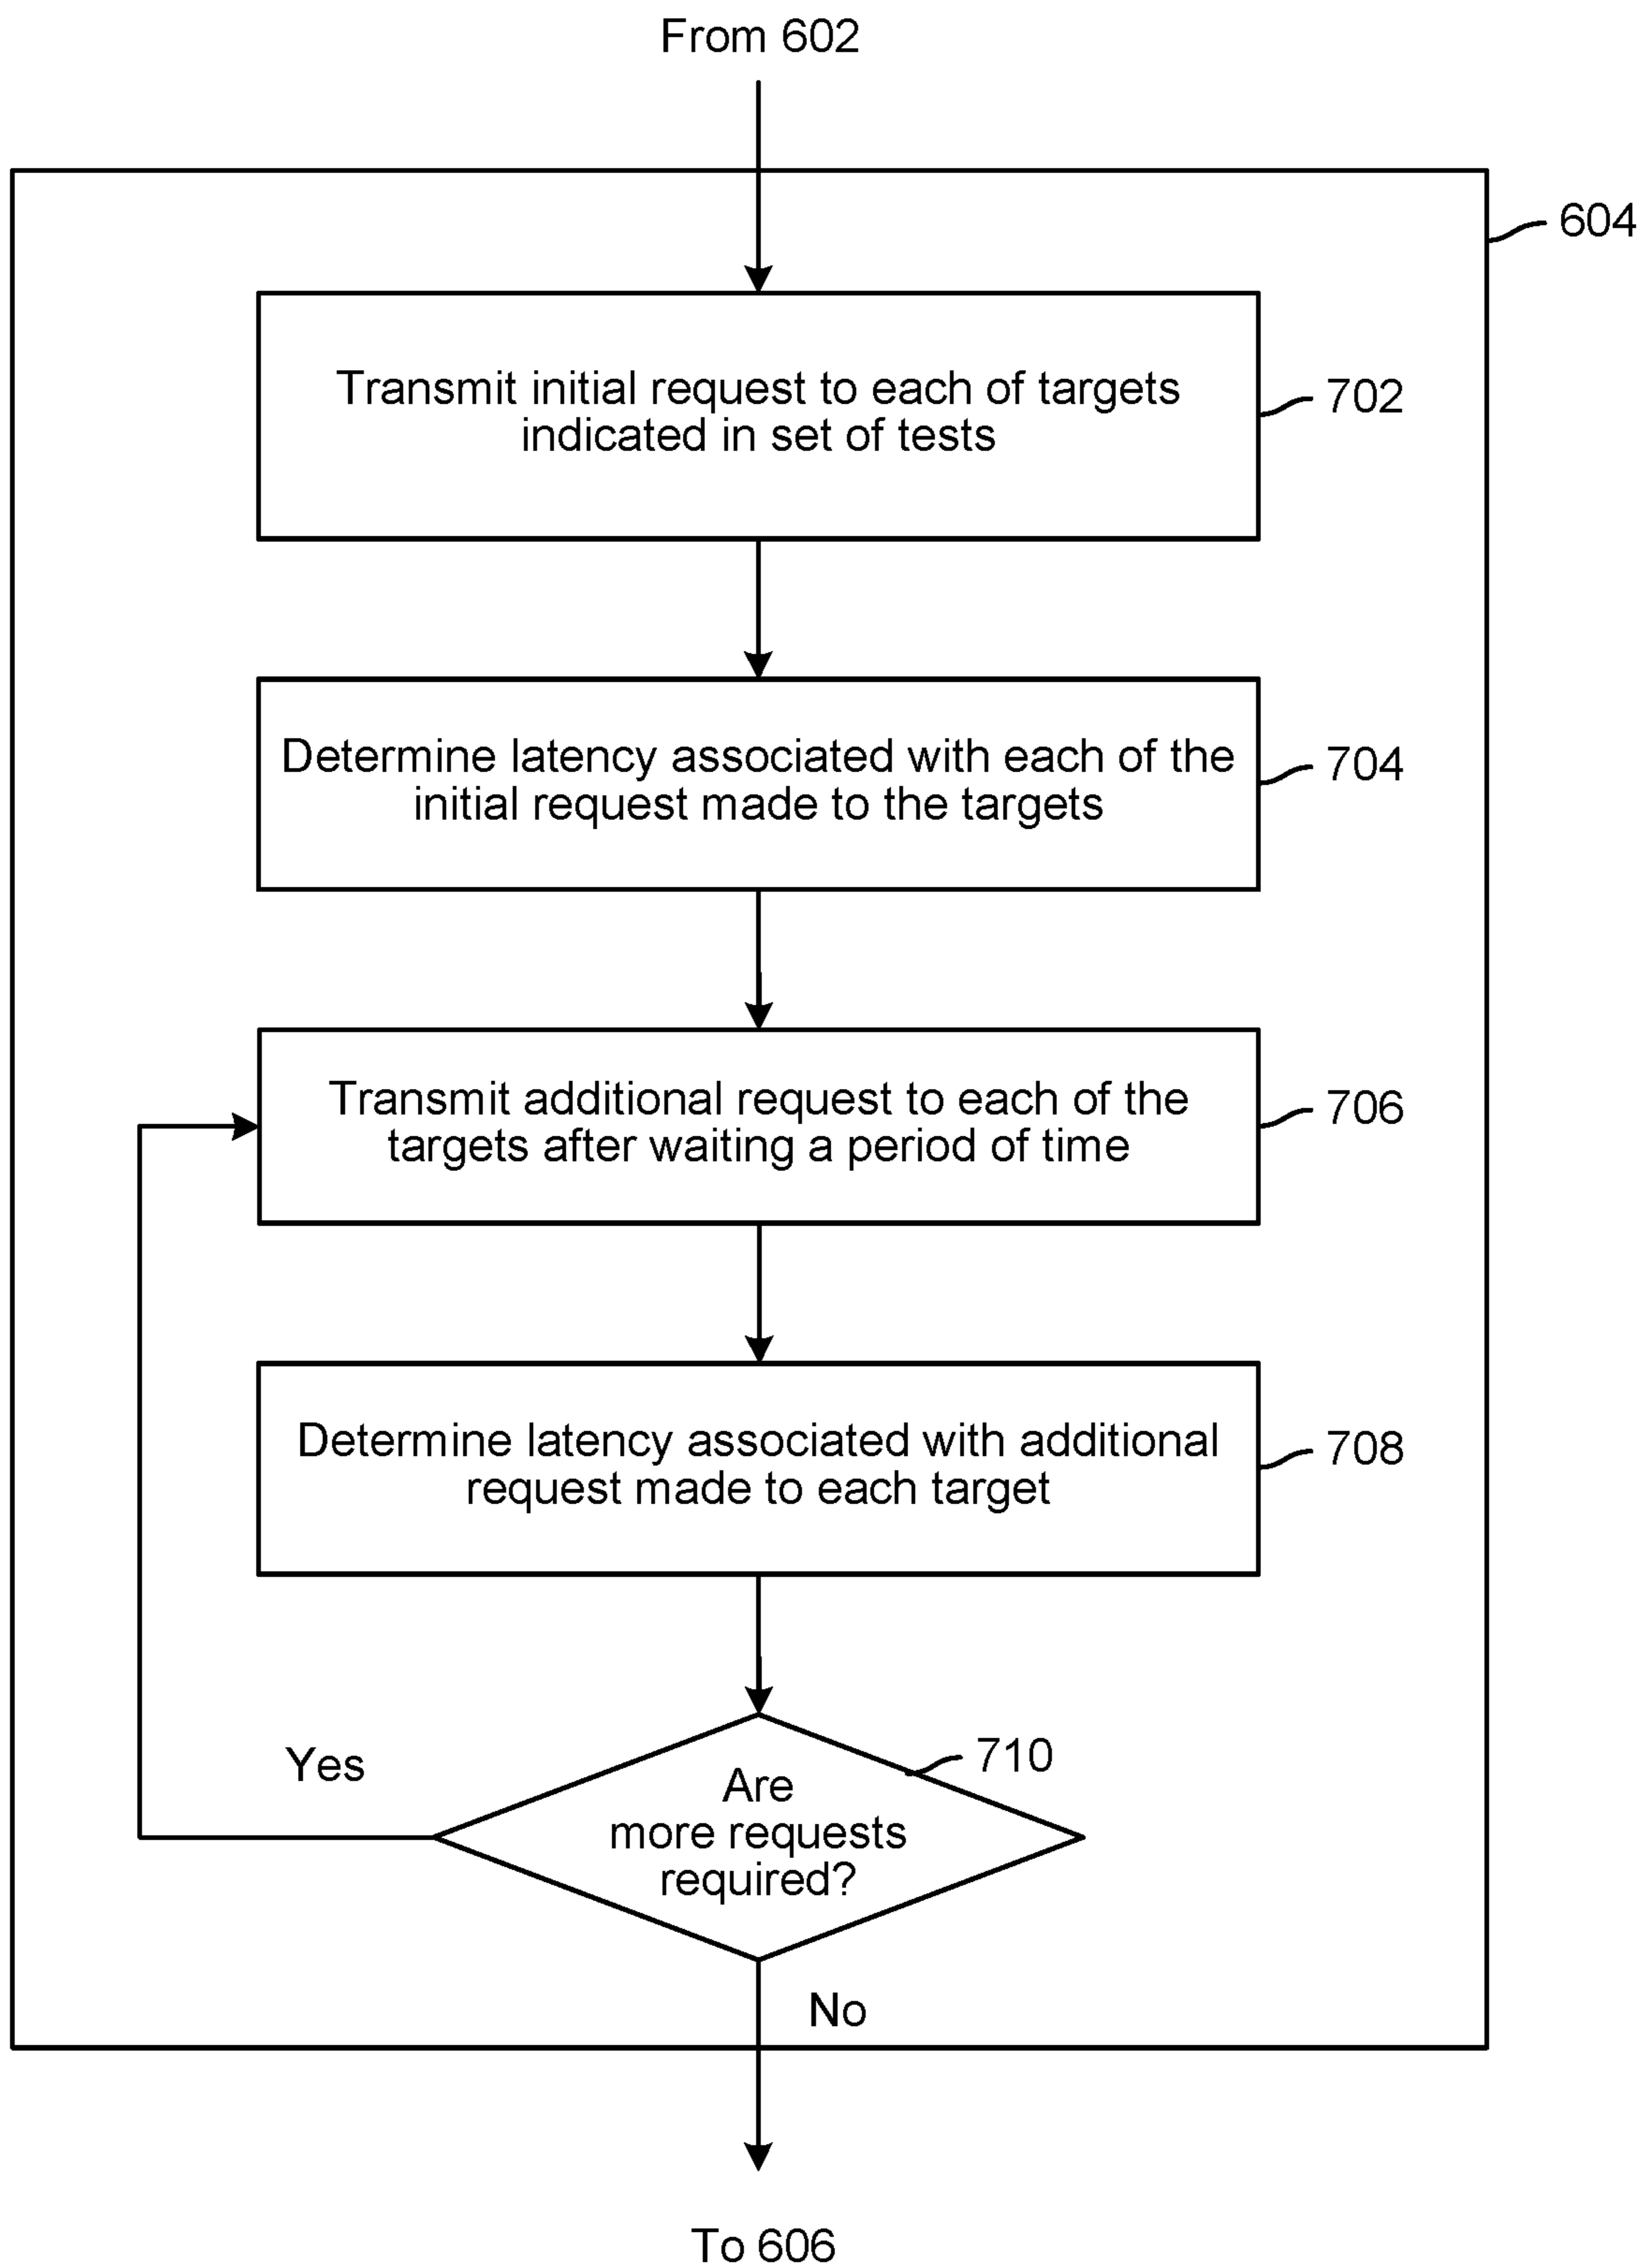 From 602
604
Transmit initial request to each of targets
indicated in set of tests
702
Determine latency associated with each of the
initial request made to the targets
704
Transmit additional request to each of the
targets after waiting a period of time
706
Determine latency associated with additional
request made to each target
708
710
Yes
Are
more requests
required?
No
To 606